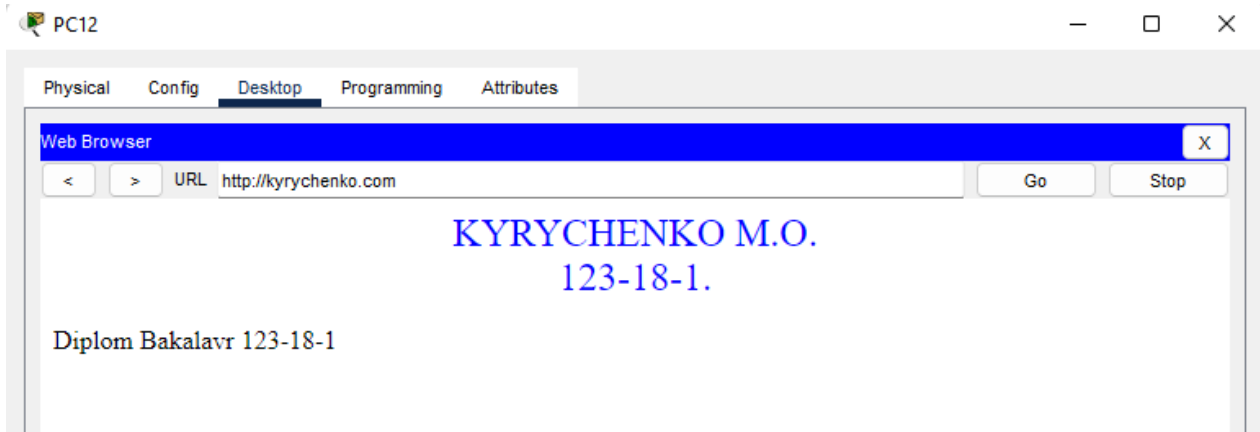 PC12
Physical Config Desktop Programming Attributes
Web Browser X
< > URL http://kyrychenko.com Go Stop
KYRYCHENKO M.O.
123-18-1.
Diplom Bakalavr 123-18-1